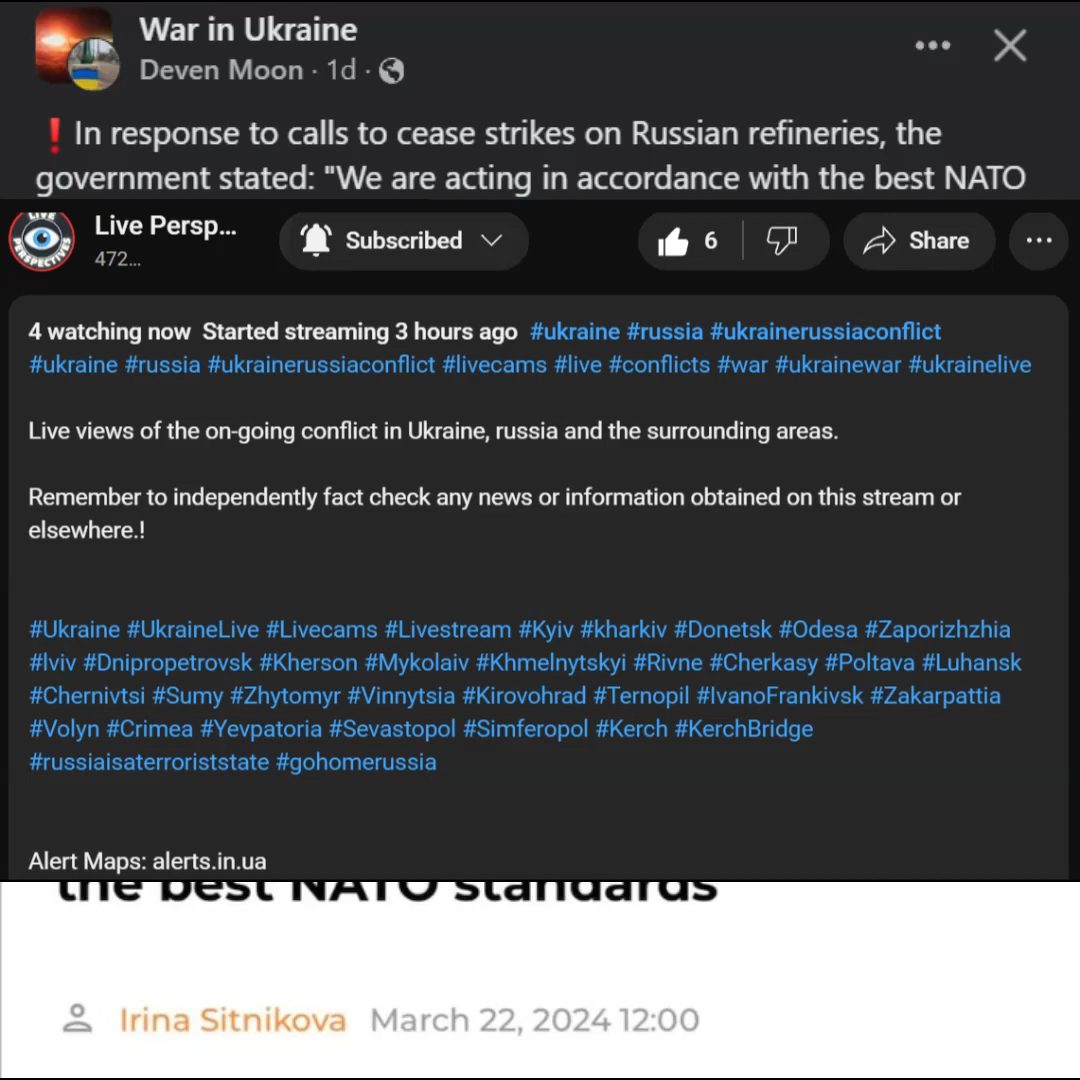 War in Ukraine
Deven Moon · 1d ·
❗In response to calls to cease strikes on Russian refineries, the
government stated: "We are acting in accordance with the best NATO
LIVE PERSPECTIVES
Live Persp...
472...
Subscribed
6
Share
4 watching now Started streaming 3 hours ago #ukraine #russia #ukrainerussiaconflict
#ukraine #russia #ukrainerussiaconflict #livecams #live #conflicts #war #ukrainewar #ukrainelive
Live views of the on-going conflict in Ukraine, russia and the surrounding areas.
Remember to independently fact check any news or information obtained on this stream or
elsewhere.!
#Ukraine #UkraineLive #Livecams #Livestream #Kyiv #kharkiv #Donetsk #Odesa #Zaporizhzhia
#lviv #Dnipropetrovsk #Kherson #Mykolaiv #Khmelnytskyi #Rivne #Cherkasy #Poltava #Luhansk
#Chernivtsi #Sumy #Zhytomyr #Vinnytsia #Kirovohrad #Ternopil #IvanoFrankivsk #Zakarpattia
#Volyn #Crimea #Yevpatoria #Sevastopol #Simferopol #Kerch #KerchBridge
#russiaisaterroriststate #gohomerussia
Alert Maps: alerts.in.ua
the best NATO standards
Irina Sitnikova March 22, 2024 12:00